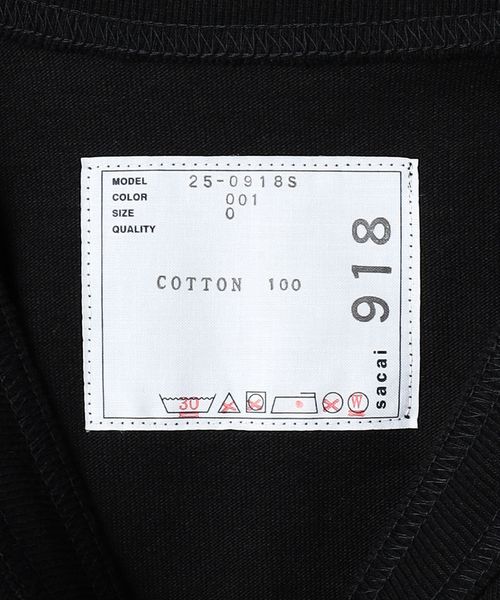 MODEL 25-0918S
COLOR 001
SIZE 0
QUALITY
COTTON 100
918
sacai
30
W